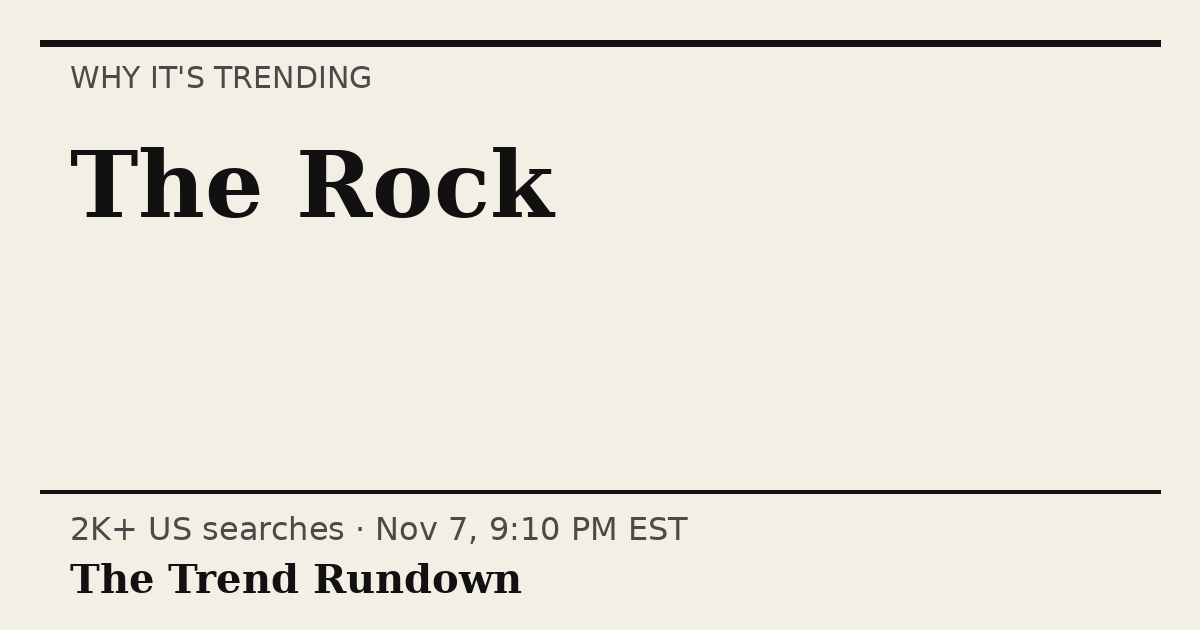 WHY IT'S TRENDING
The Rock
2K+ US searches · Nov 7, 9:10 PM EST
The Trend Rundown